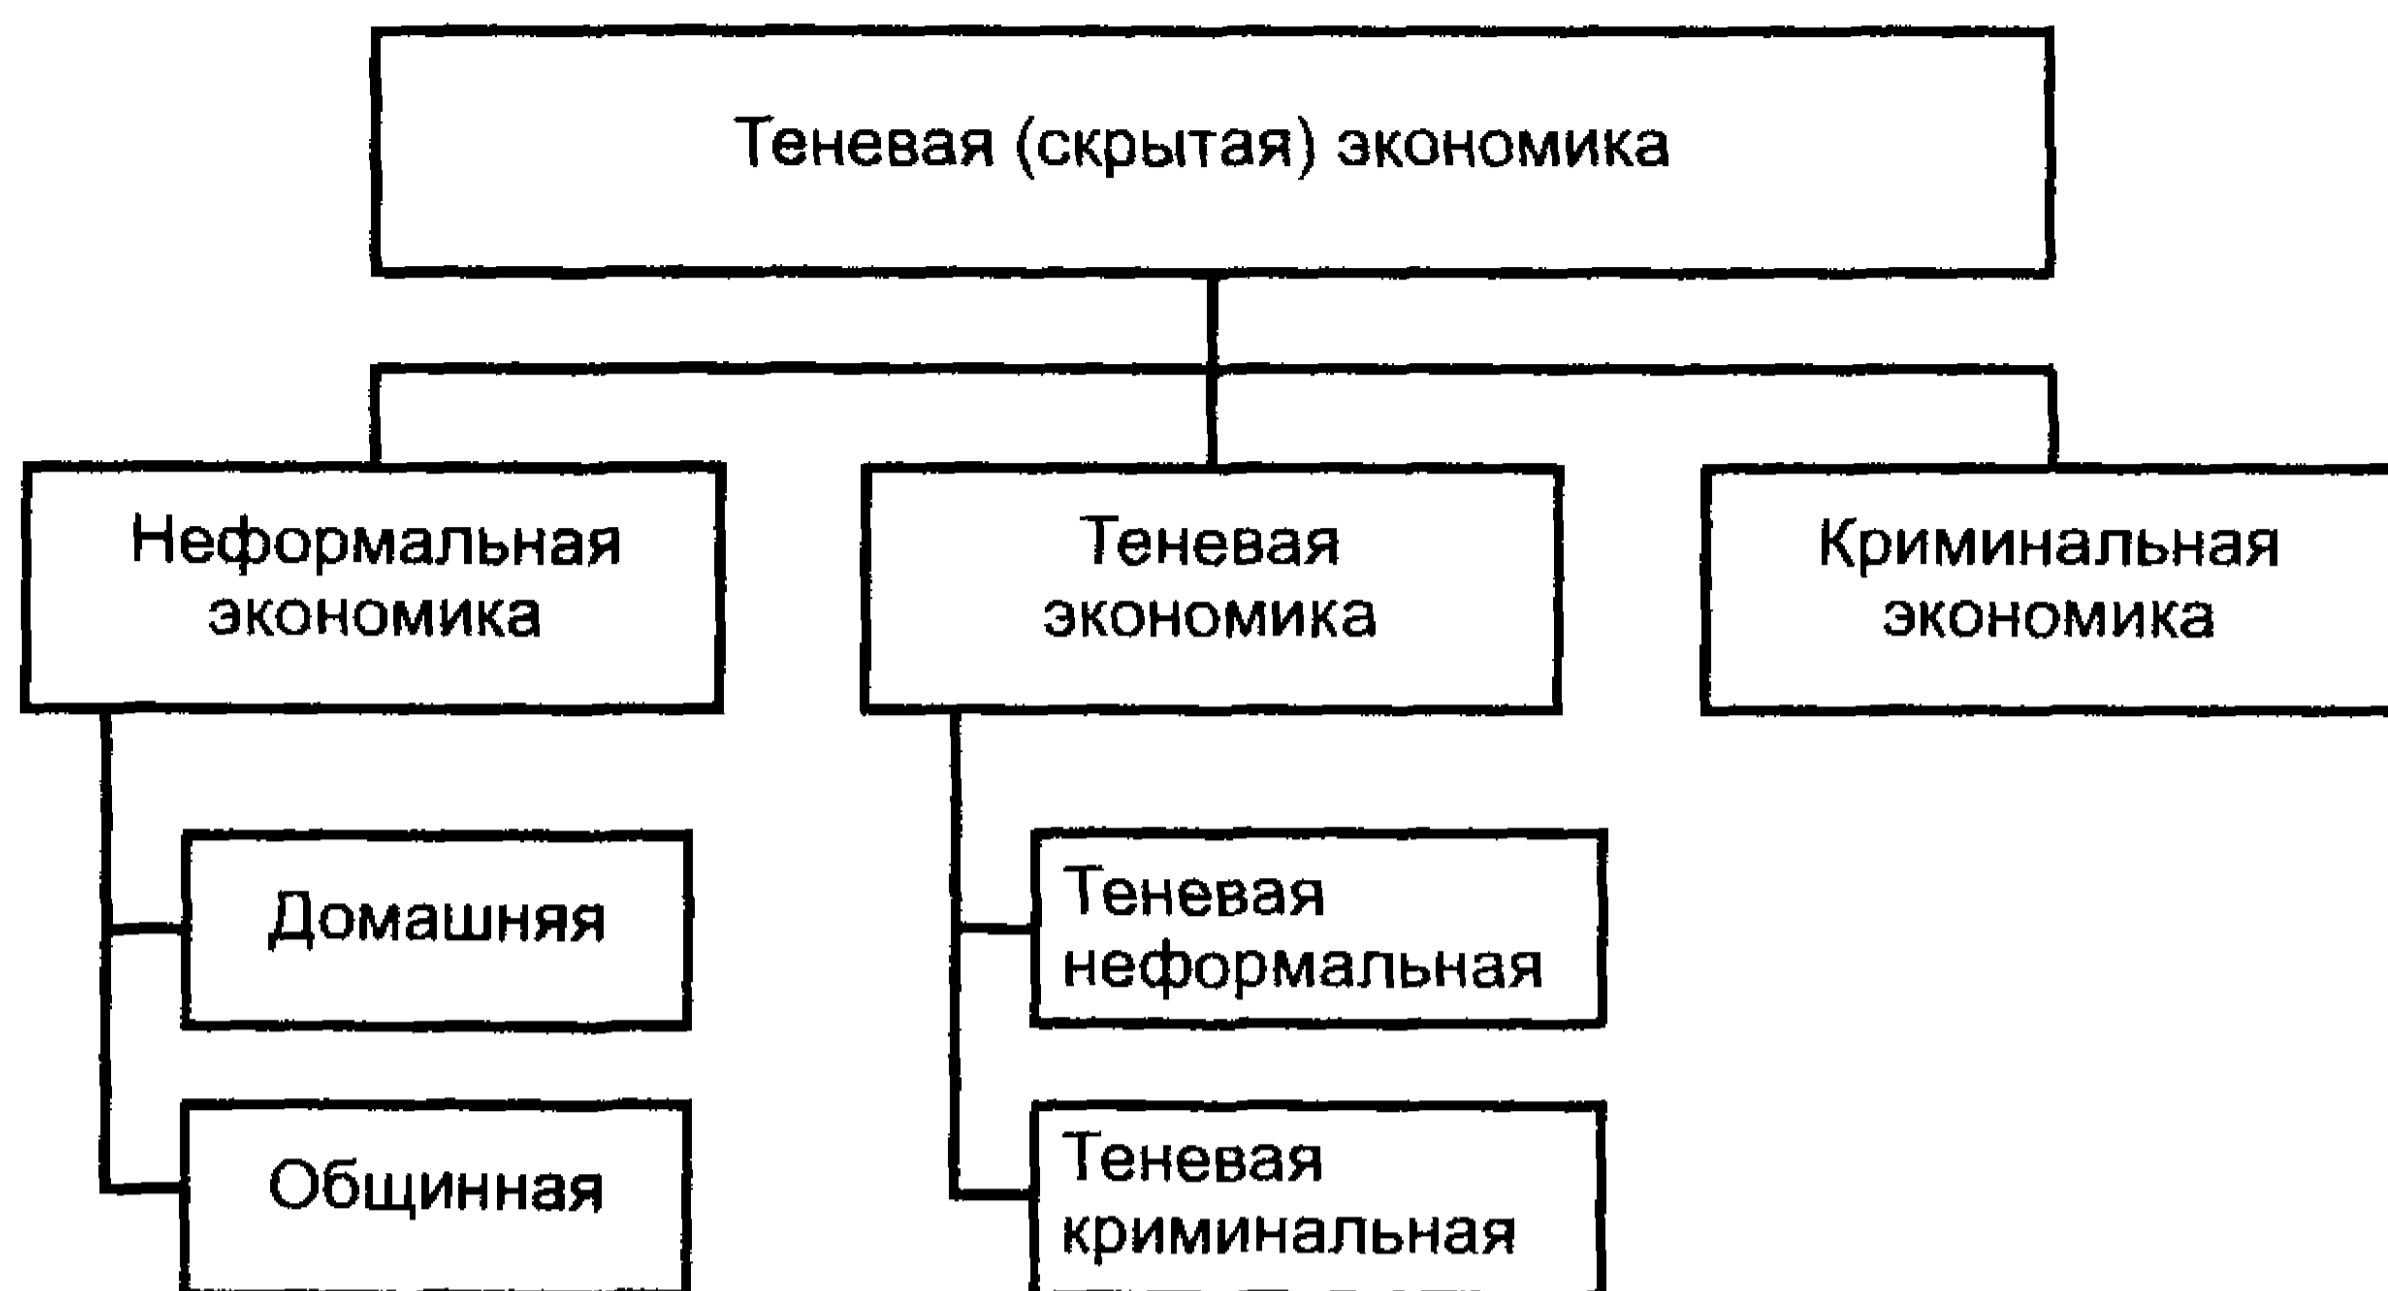 Теневая (скрытая) экономика
Неформальная
экономика
Теневая
экономика
Криминальная
экономика
Домашняя
Общинная
Теневая
неформальная
Теневая
криминальная